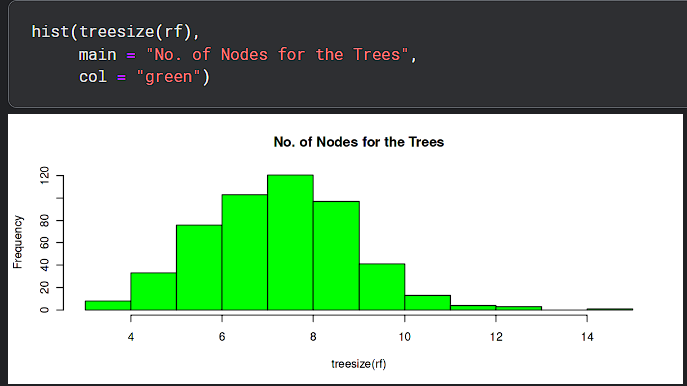 hist(treesize(rf),
     main = "No. of Nodes for the Trees",
     col = "green")
No. of Nodes for the Trees
Frequency
120
80
60
40
20
0
4 6 8 10 12 14
treesize(rf)